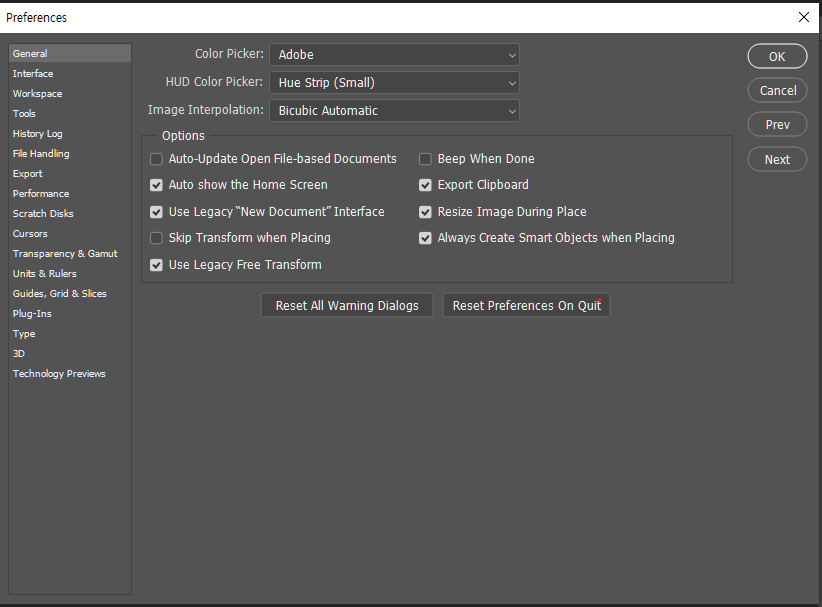 Preferences
General
Interface
Workspace
Tools
History Log
File Handling
Export
Performance
Scratch Disks
Cursors
Transparency & Gamut
Units & Rulers
Guides, Grid & Slices
Plug-Ins
Type
3D
Technology Previews
Color Picker: Adobe
HUD Color Picker: Hue Strip (Small)
Image Interpolation: Bicubic Automatic
Options
Auto-Update Open File-based Documents
Beep When Done
Auto show the Home Screen
Export Clipboard
Use Legacy “New Document” Interface
Resize Image During Place
Skip Transform when Placing
Always Create Smart Objects when Placing
Use Legacy Free Transform
Reset All Warning Dialogs
Reset Preferences On Quit
OK
Cancel
Prev
Next